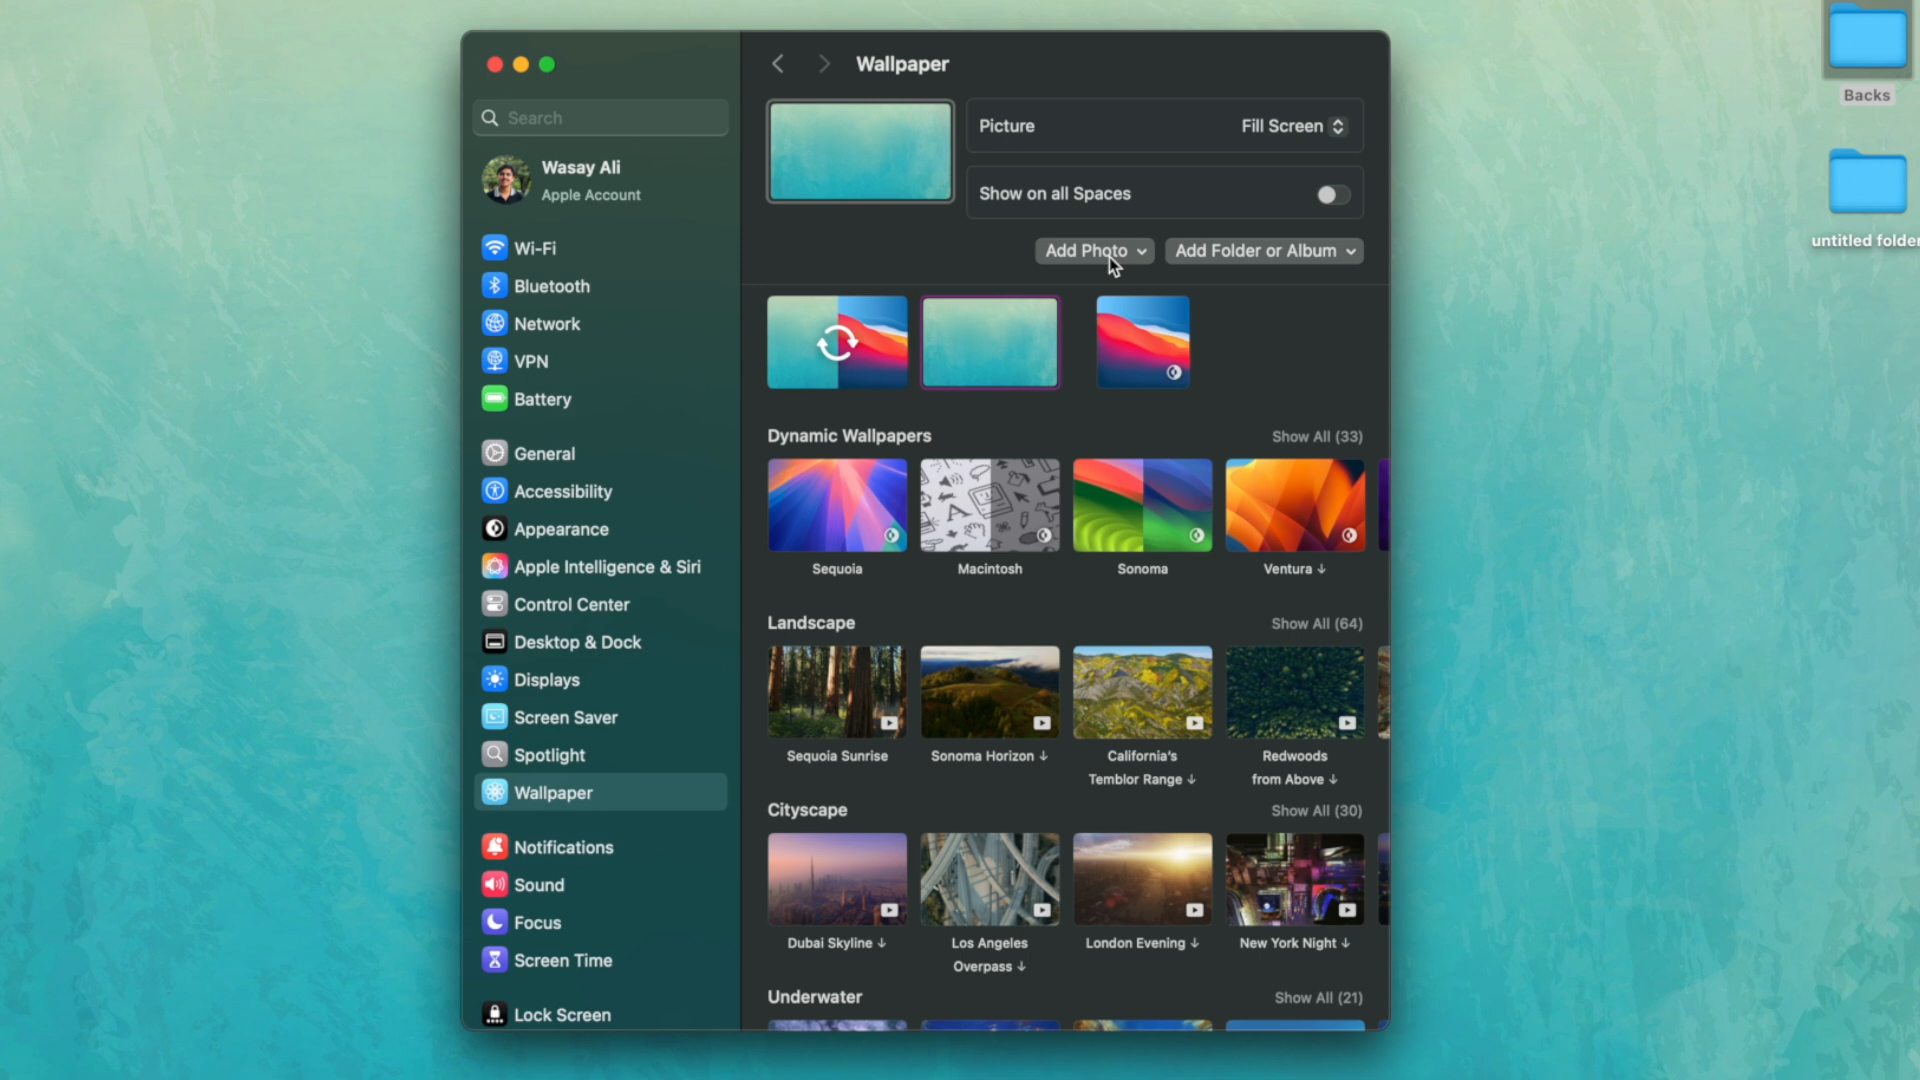 Wallpaper
Search
Wasay Ali
Apple Account
Wi-Fi
Bluetooth
Network
VPN
Battery
General
Accessibility
Appearance
Apple Intelligence & Siri
Control Center
Desktop & Dock
Displays
Screen Saver
Spotlight
Wallpaper
Notifications
Sound
Focus
Screen Time
Lock Screen
Picture
Fill Screen
Show on all Spaces
Add Photo
Add Folder or Album
Dynamic Wallpapers
Show All (33)
Sequoia
Macintosh
Sonoma
Ventura ↓
Landscape
Show All (64)
Sequoia Sunrise
Sonoma Horizon ↓
California's
Temblor Range ↓
Redwoods
from Above ↓
Cityscape
Show All (30)
Dubai Skyline ↓
Los Angeles
Overpass ↓
London Evening ↓
New York Night ↓
Underwater
Show All (21)
Backs
untitled folder